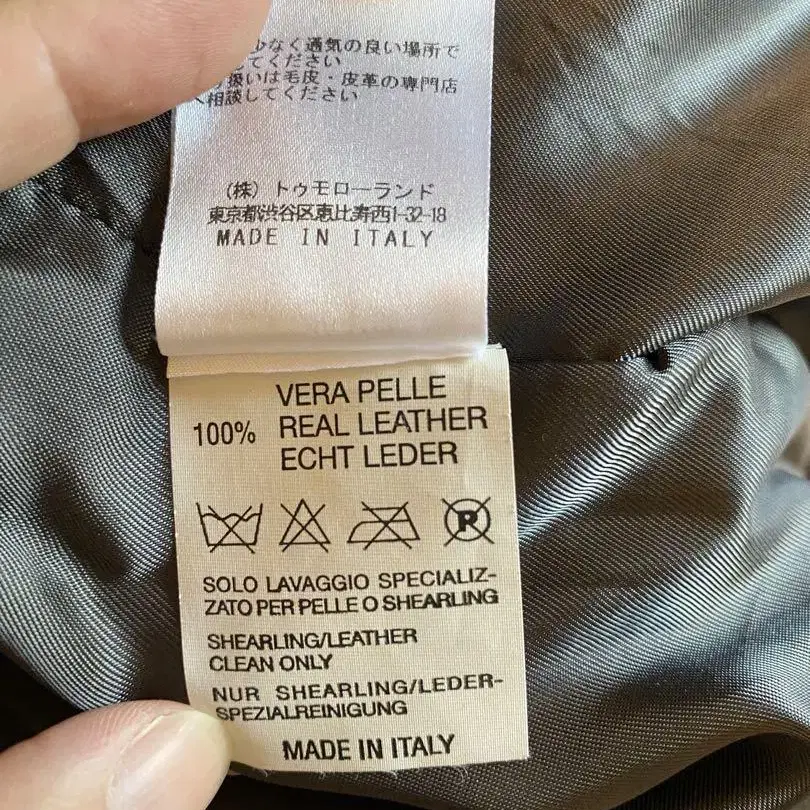 少なく通気の良い場所で
てください
扱いは毛皮・皮革の専門店
へ相談してください
(株) トゥモローランド
東京都渋谷区恵比寿西1-32-18
MADE IN ITALY
VERA PELLE
100% REAL LEATHER
ECHT LEDER
R
SOLO LAVAGGIO SPECIALIZ-
ZATO PER PELLE O SHEARLING
SHEARLING/LEATHER
CLEAN ONLY
NUR SHEARLING/LEDER-
SPEZIALREINIGUNG
MADE IN ITALY